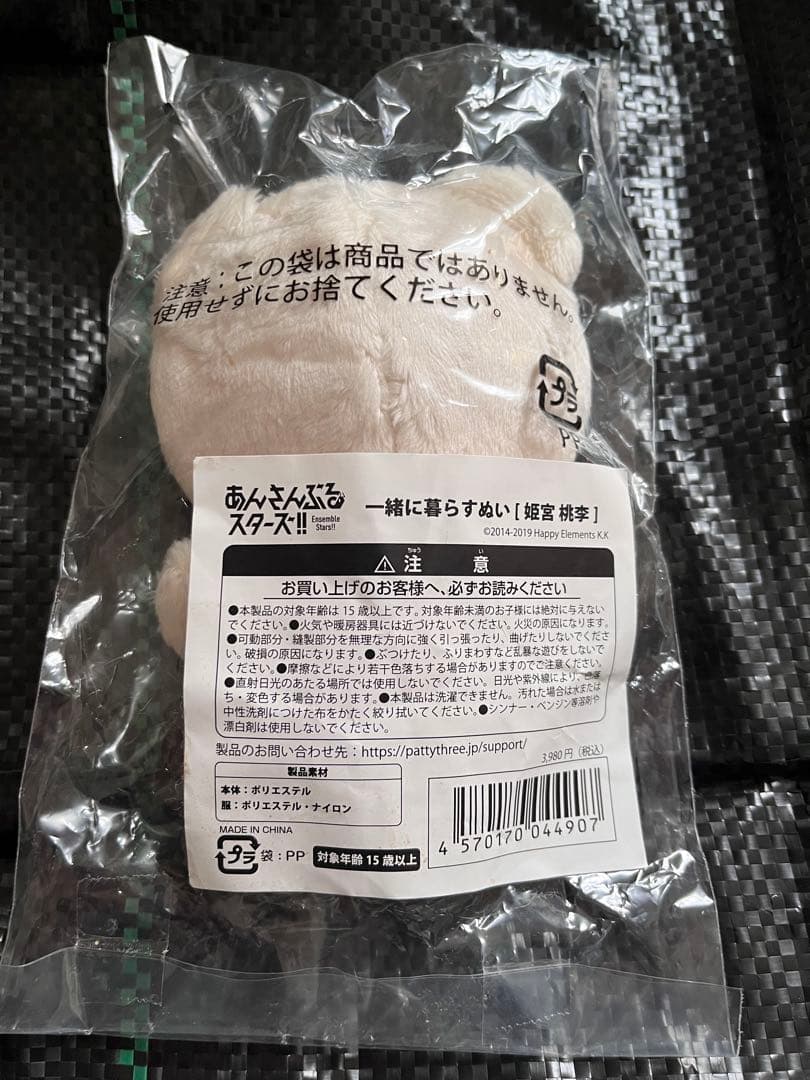 注意：この袋は商品ではありません。
使用せずにお捨てください。
プラ
PP
あんさんぶる
スターズ!!
Ensemble
Stars!!
一緒に暮らすぬい [ 姫宮 桃李 ]
©2014-2019 Happy Elements K.K
ちゅう い
⚠注 意
お買い上げのお客様へ、必ずお読みください
●本製品の対象年齢は 15 歳以上です。対象年齢未満のお子様には絶対に与えない
でください。●火気や暖房器具には近づけないでください。火災の原因になります。
●可動部分・縫製部分を無理な方向に強く引っ張ったり、曲げたりしないでくださ
い。破損の原因になります。●ぶつけたり、ふりまわすなど乱暴な遊びをしないで
ください。●摩擦などにより若干色落ちする場合がありますのでご注意ください。
●直射日光のあたる場所では使用しないでください。日光や紫外線により、色落
ち・変色する場合があります。●本製品は洗濯できません。汚れた場合は水または
中性洗剤につけた布をかたく絞り拭いてください。●シンナー・ベンジン等溶剤や
漂白剤は使用しないでください。
製品のお問い合わせ先：https://pattythree.jp/support/
3,980円（税込）
製品素材
本体：ポリエステル
服：ポリエステル・ナイロン
MADE IN CHINA
プラ 袋：PP 対象年齢 15 歳以上
4 570170 044907